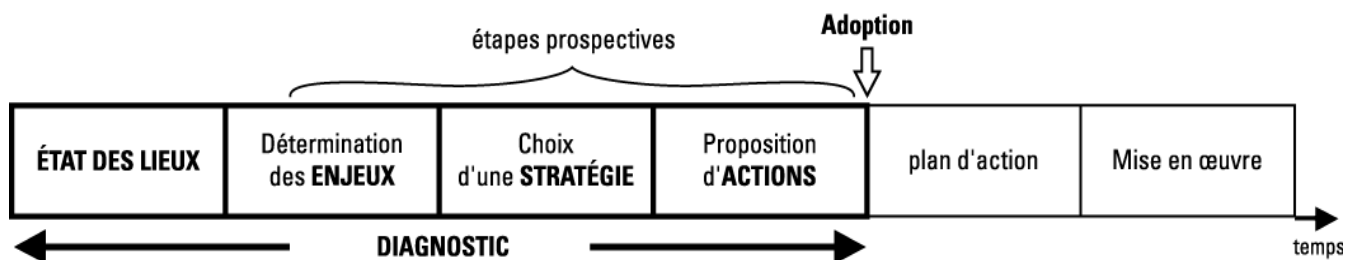 Adoption
étapes prospectives
ÉTAT DES LIEUX
Détermination
des ENJEUX
Choix
d'une STRATÉGIE
Proposition
d'ACTIONS
plan d'action
Mise en œuvre
DIAGNOSTIC
temps